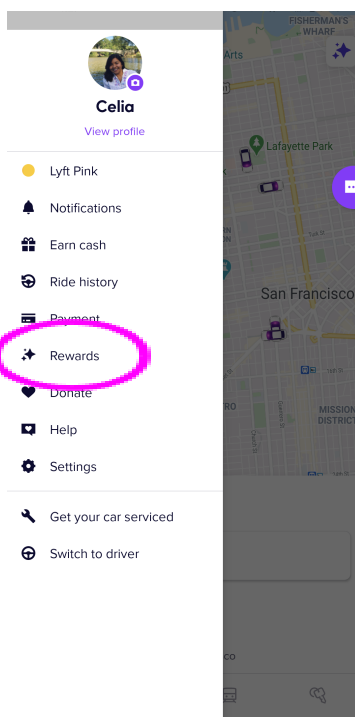 Celia
View profile
Lyft Pink
Notifications
Earn cash
Ride history
Payment
Rewards
Donate
Help
Settings
Get your car serviced
Switch to driver
FISHERMAN'S
WHARF
Arts
Lafayette Park
San Francisco
MISSION
DISTRICT
co